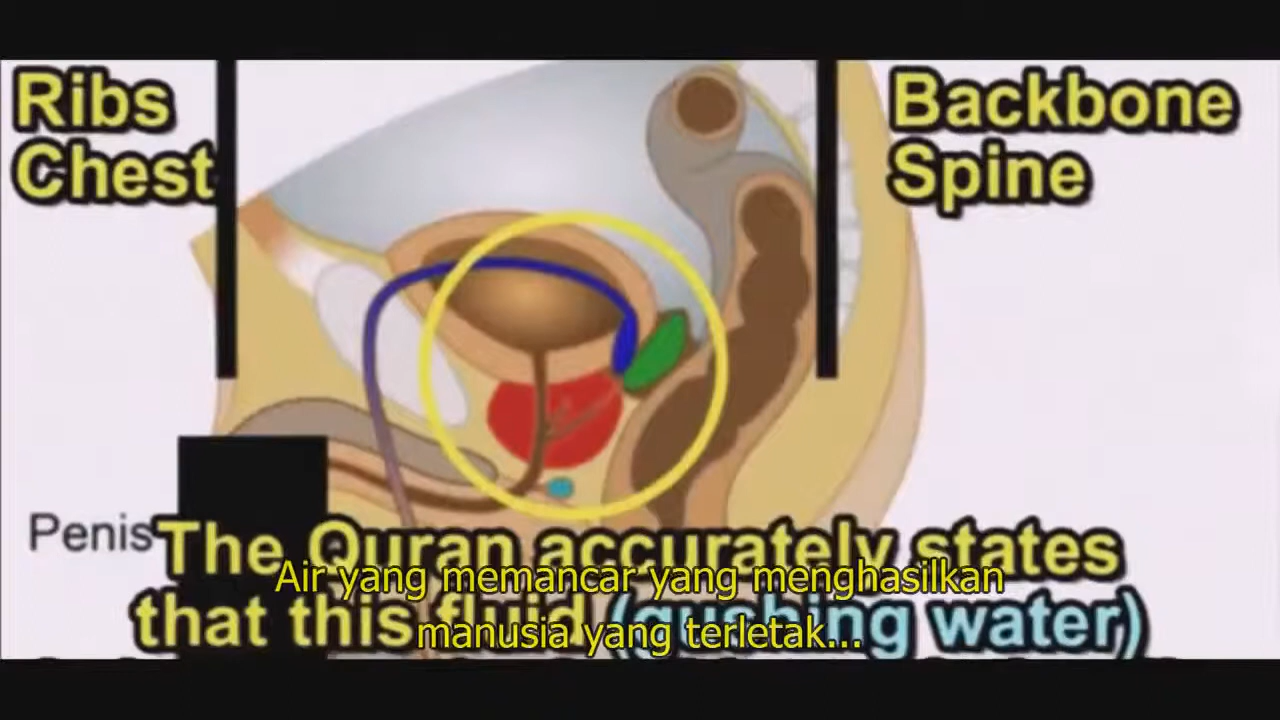 Ribs
Chest
Backbone
Spine
Penis
The Quran accurately states
that this fluid (gushing water)
Air yang memancar yang menghasilkan
manusia yang terletak...